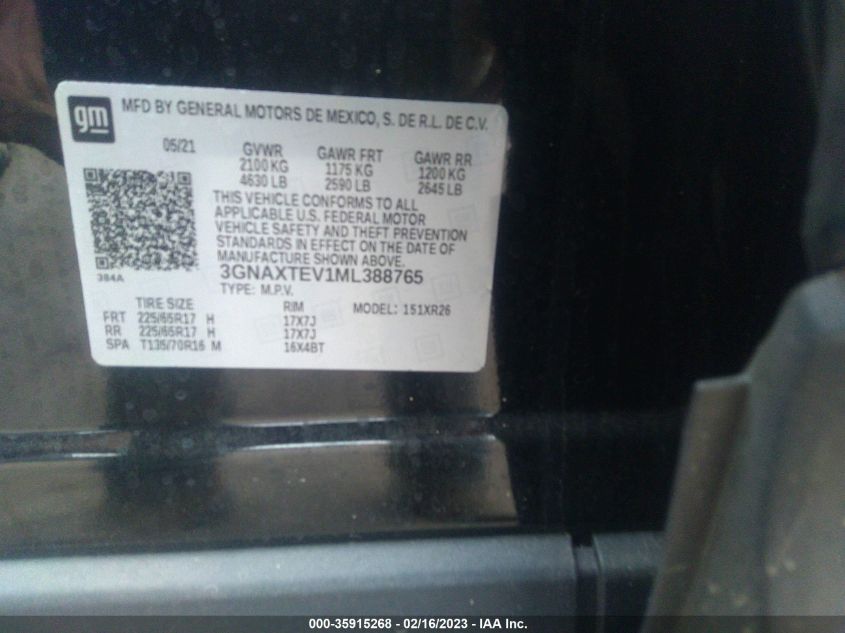 gm
MFD BY GENERAL MOTORS DE MEXICO, S. DE R.L. DE C.V.
05/21 GVWR GAWR FRT GAWR RR
2100 KG 1175 KG 1200 KG
4630 LB 2590 LB 2645 LB
THIS VEHICLE CONFORMS TO ALL
APPLICABLE U.S. FEDERAL MOTOR
VEHICLE SAFETY AND THEFT PREVENTION
STANDARDS IN EFFECT ON THE DATE OF
MANUFACTURE SHOWN ABOVE.
384A
3GNAXTEV1ML388765
TYPE: M.P.V.
TIRE SIZE RIM MODEL: 151XR26
FRT 225/65R17 H 17X7J
RR 225/65R17 H 17X7J
SPA T135/70R16 M 16X4BT
000-35915268 - 02/16/2023 - IAA Inc.